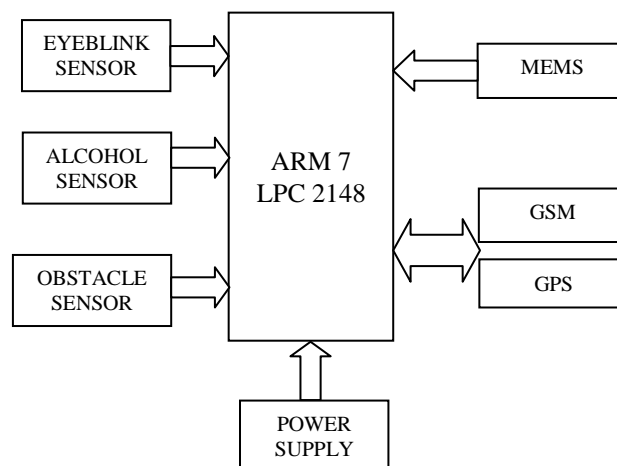 EYEBLINK
SENSOR
MEMS
ALCOHOL
SENSOR
ARM 7
LPC 2148
GSM
OBSTACLE
SENSOR
GPS
POWER
SUPPLY